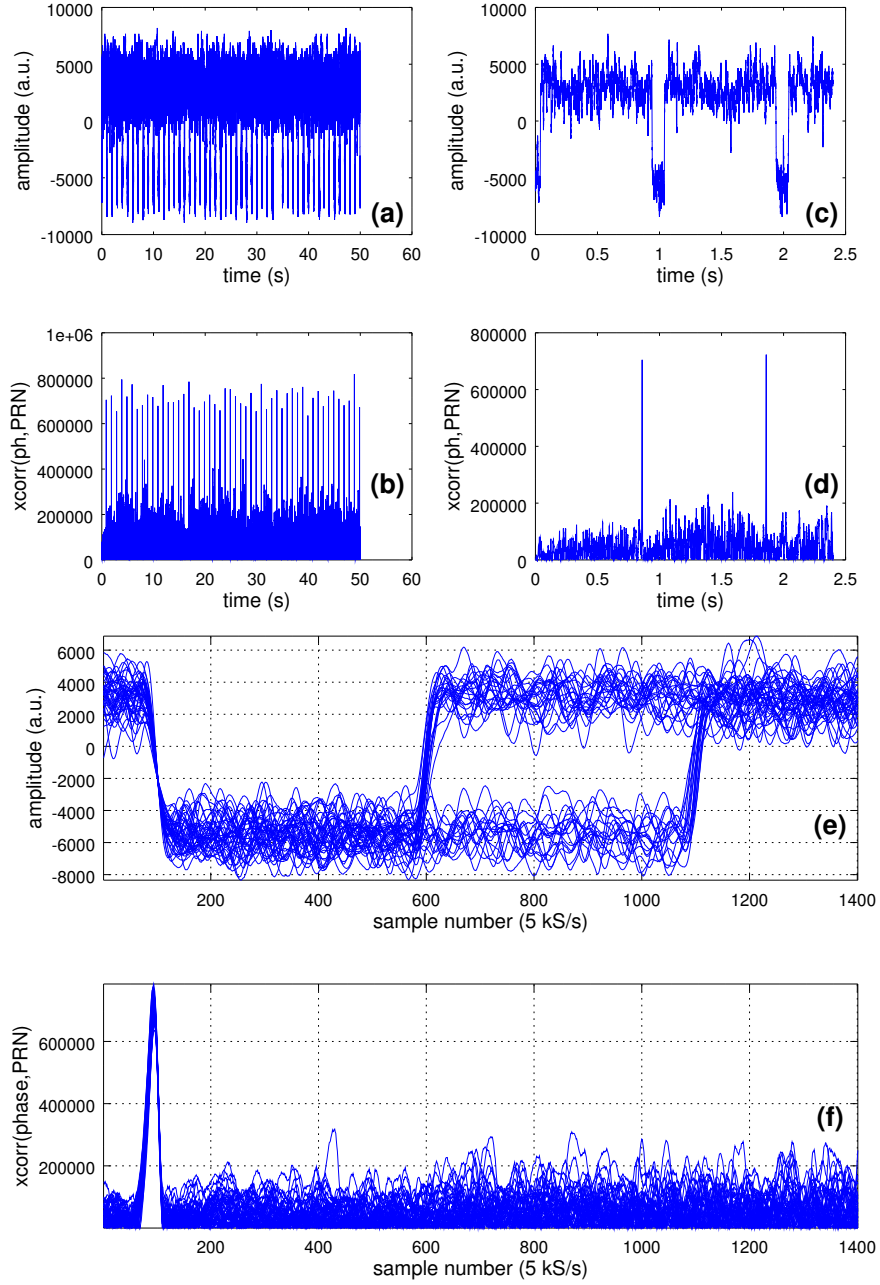 10000
5000
0
-5000
-10000
amplitude (a.u.)
0 10 20 30 40 50 60
time (s)
(a)
10000
5000
0
-5000
-10000
amplitude (a.u.)
0 0.5 1 1.5 2 2.5
time (s)
(c)
1e+06
800000
600000
400000
200000
0
xcorr(ph,PRN)
0 10 20 30 40 50 60
time (s)
(b)
800000
600000
400000
200000
0
xcorr(ph,PRN)
0 0.5 1 1.5 2 2.5
time (s)
(d)
6000
4000
2000
0
-2000
-4000
-6000
-8000
amplitude (a.u.)
200 400 600 800 1000 1200 1400
sample number (5 kS/s)
(e)
600000
400000
200000
xcorr(phase,PRN)
200 400 600 800 1000 1200 1400
sample number (5 kS/s)
(f)